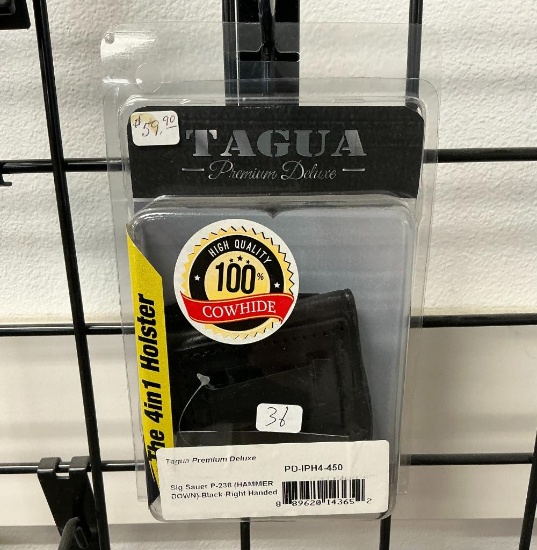 $59.90
TAGUA
Premium Deluxe
HIGH QUALITY
100%
COWHIDE
The 4in1 Holster
36
Tagua Premium Deluxe
PD-IPH4-450
Sig Sauer P-238 (HAMMER
DOWN)-Black-Right Handed
8 89620 14365 2